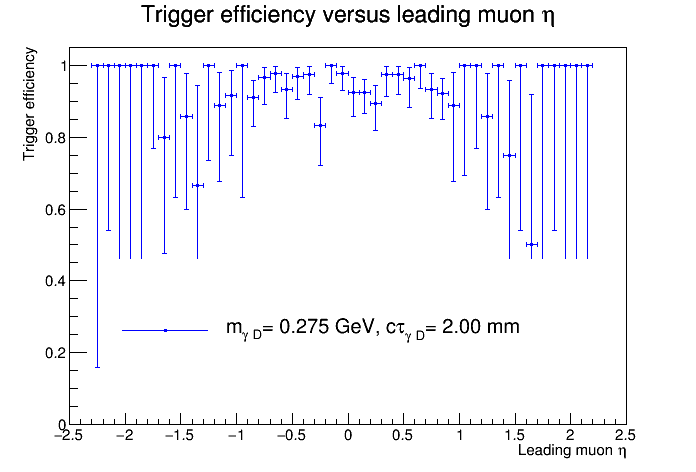 Trigger efficiency versus leading muon η
Trigger efficiency
1
0.8
0.6
0.4
0.2
0
m γ D = 0.275 GeV, cτ γ D = 2.00 mm
−2.5 −2 −1.5 −1 −0.5 0 0.5 1 1.5 2 2.5
Leading muon η